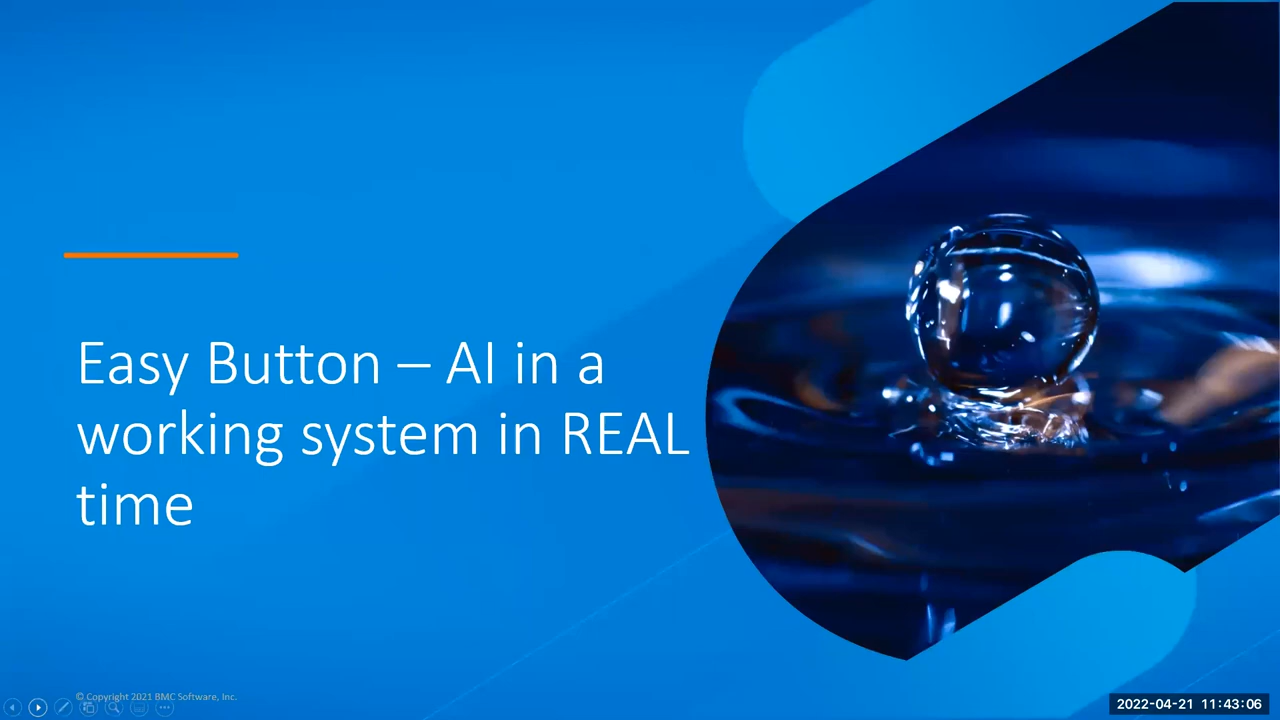 Easy Button – AI in a
working system in REAL
time
© Copyright 2021 BMC Software, Inc.
2022-04-21 11:43:06